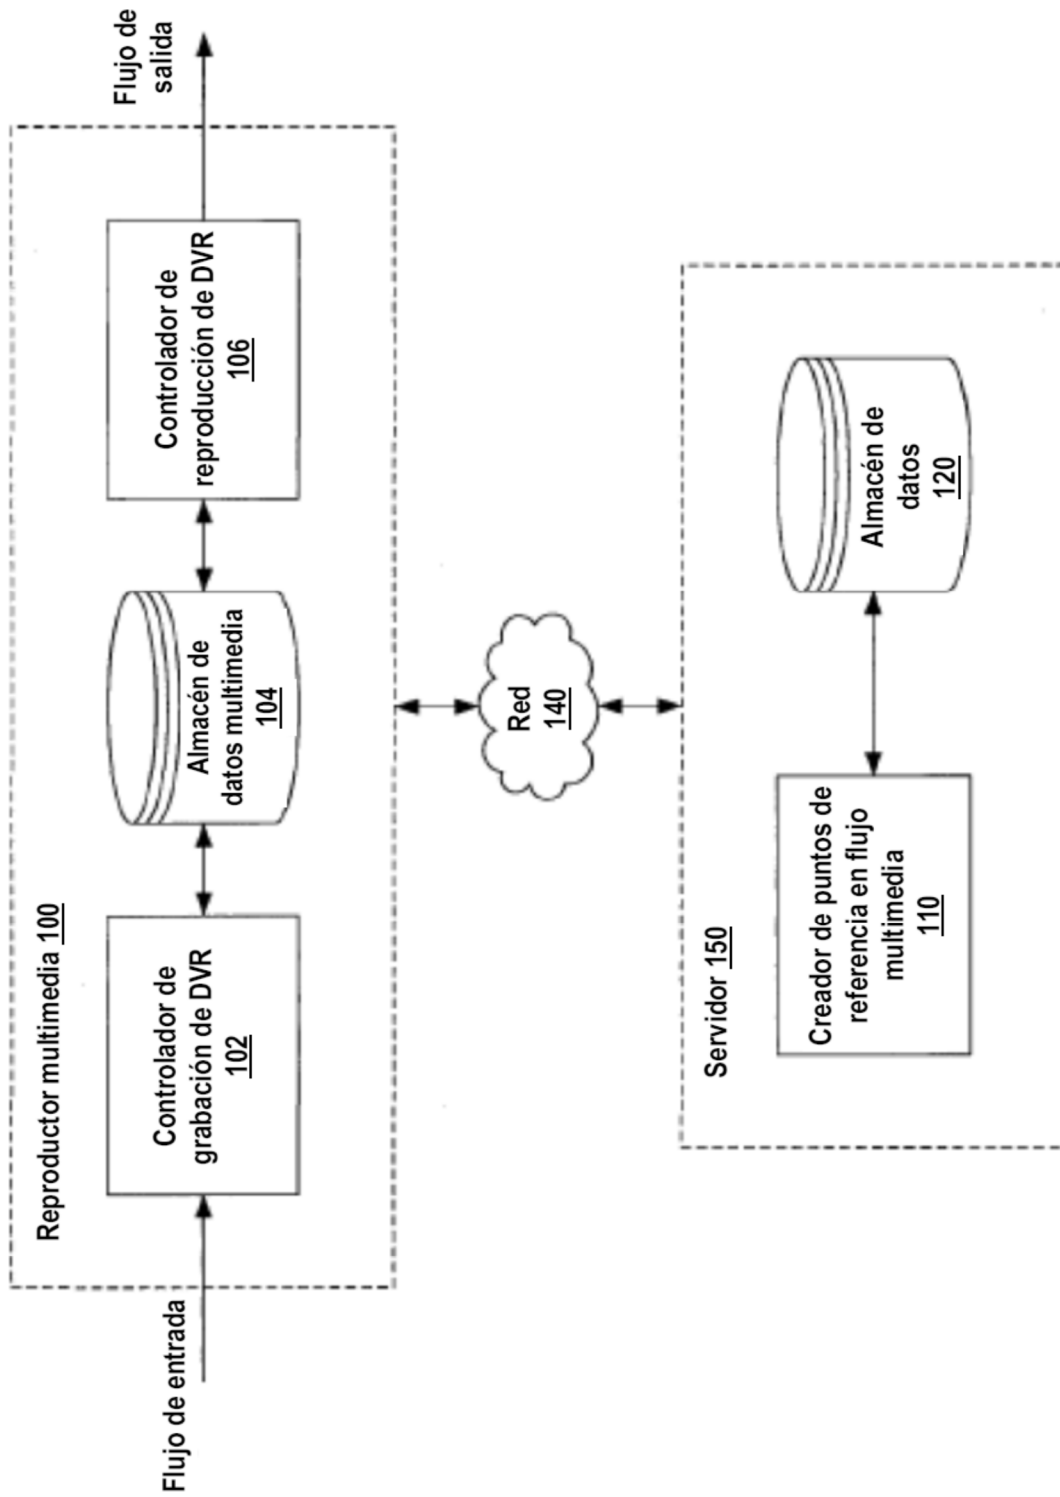 Reproductor multimedia 100
Flujo de entrada
Controlador de
grabación de DVR
102
Almacén de
datos multimedia
104
Controlador de
reproducción de DVR
106
Flujo de
salida
Red
140
Servidor 150
Creador de puntos de
referencia en flujo
multimedia
110
Almacén de
datos
120